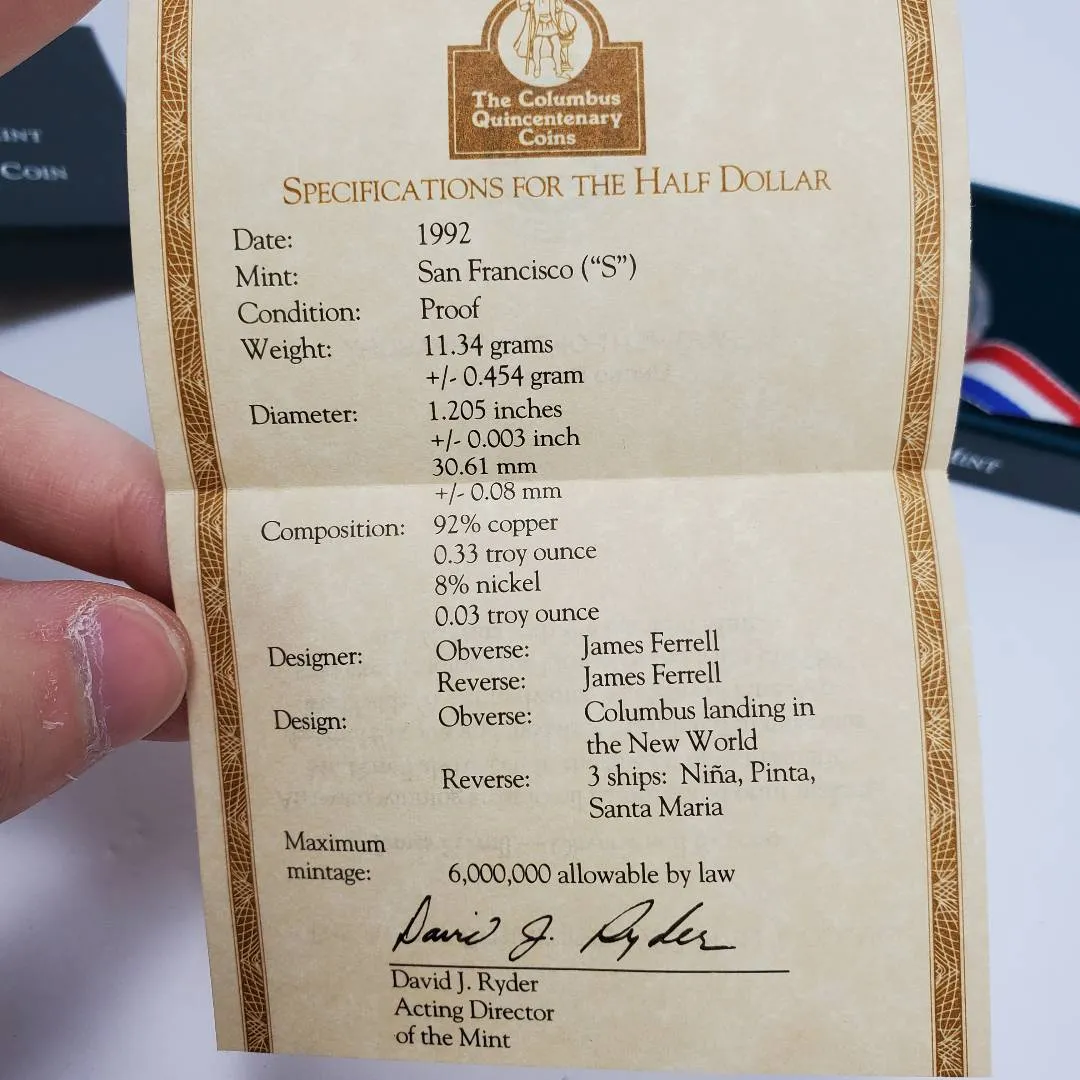 The Columbus
Quincentenary
Coins
SPECIFICATIONS FOR THE HALF DOLLAR
Date: 1992
Mint: San Francisco (“S”)
Condition: Proof
Weight: 11.34 grams
+/- 0.454 gram
Diameter: 1.205 inches
+/- 0.003 inch
30.61 mm
+/- 0.08 mm
Composition: 92% copper
0.33 troy ounce
8% nickel
0.03 troy ounce
Designer: Obverse: James Ferrell
Reverse: James Ferrell
Design: Obverse: Columbus landing in
the New World
Reverse: 3 ships: Niña, Pinta,
Santa Maria
Maximum
mintage: 6,000,000 allowable by law
David J. Ryder
David J. Ryder
Acting Director
of the Mint
COIN